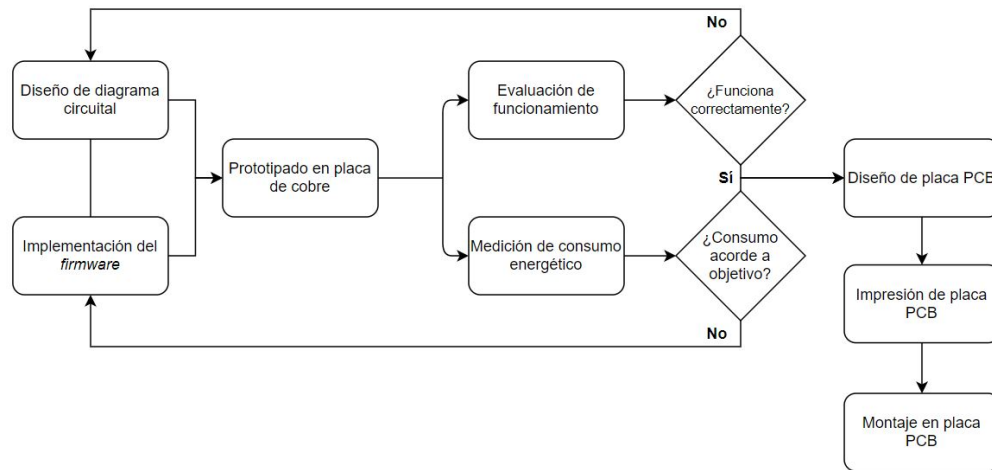 No
Diseño de diagrama
circuital
Evaluación de
funcionamiento
¿Funciona
correctamente?
Prototipado en placa
de cobre
Sí
Diseño de placa PCB
Implementación del
firmware
Medición de consumo
energético
¿Consumo
acorde a
objetivo?
Impresión de placa
PCB
No
Montaje en placa
PCB